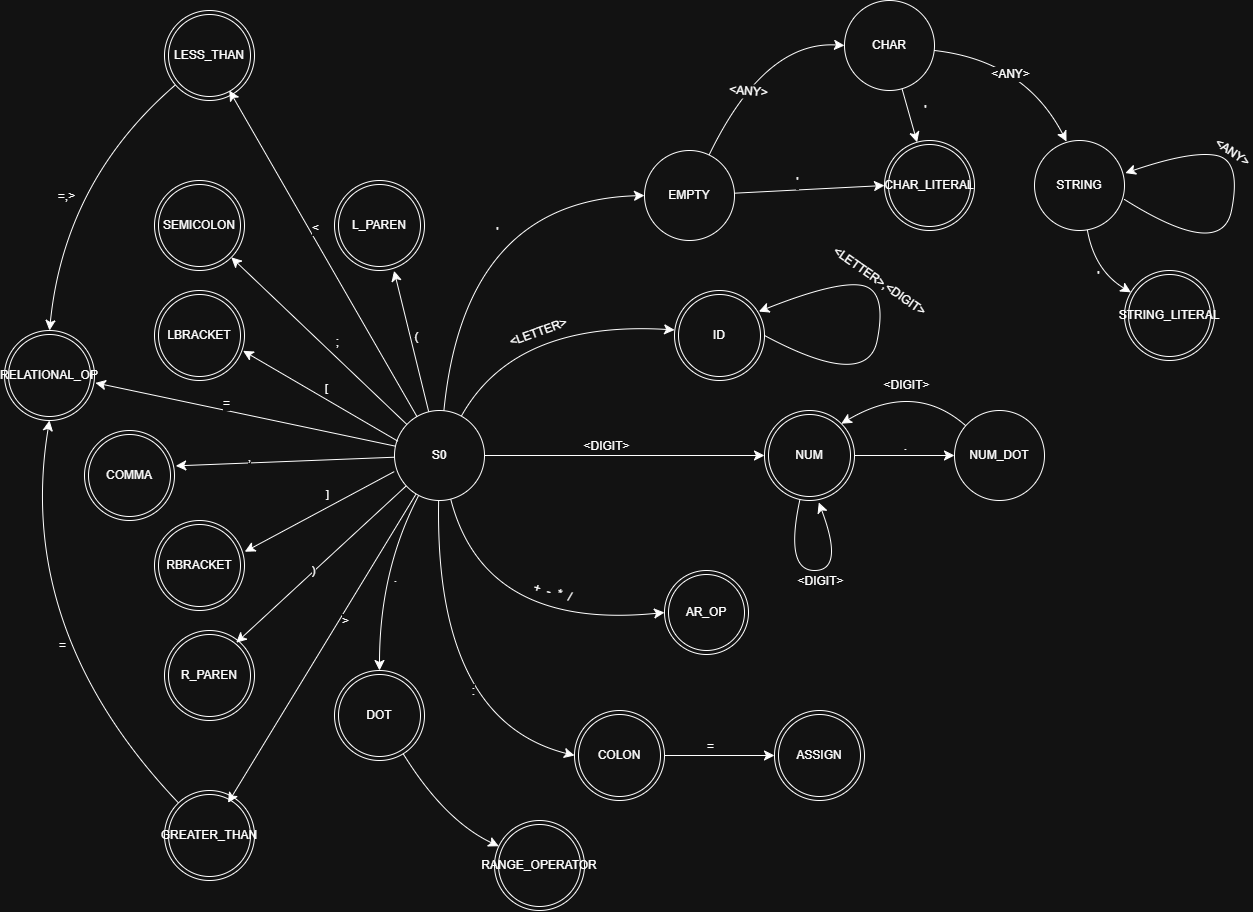 CHAR
LESS_THAN
<ANY>
<ANY>
'
<ANY>
EMPTY
'
CHAR_LITERAL
STRING
=,>
SEMICOLON
<
L_PAREN
'
<LETTER>,<DIGIT>
'
STRING_LITERAL
LBRACKET
;
(
<LETTER>
ID
RELATIONAL_OP
[
=
<DIGIT>
COMMA
,
S0
<DIGIT>
NUM
.
NUM_DOT
]
RBRACKET
)
.
+ - * /
<DIGIT>
AR_OP
>
=
R_PAREN
:
DOT
=
COLON
ASSIGN
GREATER_THAN
RANGE_OPERATOR